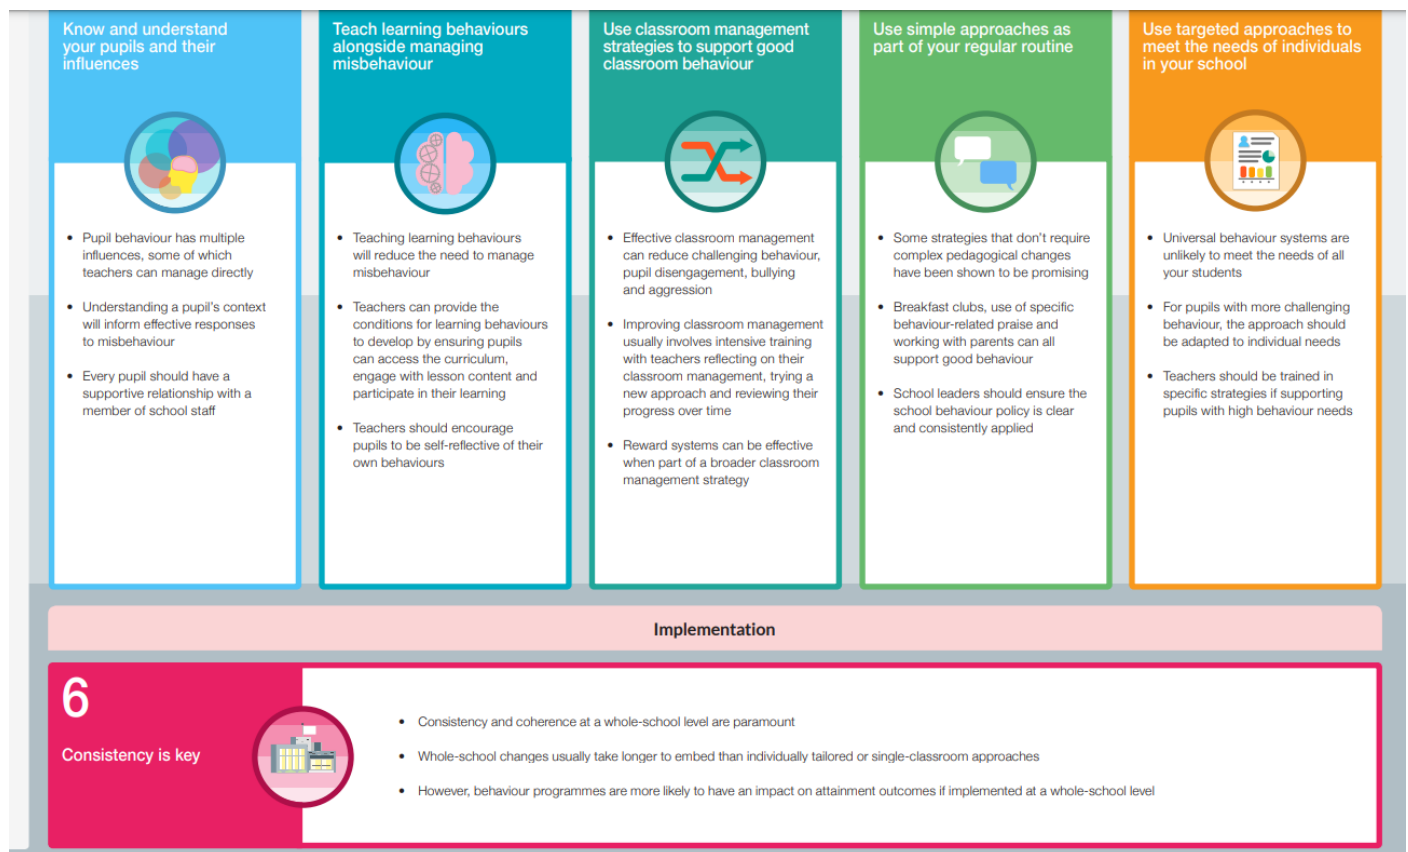 Know and understand
your pupils and their
influences
• Pupil behaviour has multiple
influences, some of which
teachers can manage directly
• Understanding a pupil's context
will inform effective responses
to misbehaviour
• Every pupil should have a
supportive relationship with a
member of school staff
Teach learning behaviours
alongside managing
misbehaviour
• Teaching learning behaviours
will reduce the need to manage
misbehaviour
• Teachers can provide the
conditions for learning behaviours
to develop by ensuring pupils
can access the curriculum,
engage with lesson content and
participate in their learning
• Teachers should encourage
pupils to be self-reflective of their
own behaviours
Use classroom management
strategies to support good
classroom behaviour
• Effective classroom management
can reduce challenging behaviour,
pupil disengagement, bullying
and aggression
• Improving classroom management
usually involves intensive training
with teachers reflecting on their
classroom management, trying a
new approach and reviewing their
progress over time
• Reward systems can be effective
when part of a broader classroom
management strategy
Use simple approaches as
part of your regular routine
• Some strategies that don't require
complex pedagogical changes
have been shown to be promising
• Breakfast clubs, use of specific
behaviour-related praise and
working with parents can all
support good behaviour
• School leaders should ensure the
school behaviour policy is clear
and consistently applied
Use targeted approaches to
meet the needs of individuals
in your school
• Universal behaviour systems are
unlikely to meet the needs of all
your students
• For pupils with more challenging
behaviour, the approach should
be adapted to individual needs
• Teachers should be trained in
specific strategies if supporting
pupils with high behaviour needs
Implementation
6
Consistency is key
• Consistency and coherence at a whole-school level are paramount
• Whole-school changes usually take longer to embed than individually tailored or single-classroom approaches
• However, behaviour programmes are more likely to have an impact on attainment outcomes if implemented at a whole-school level